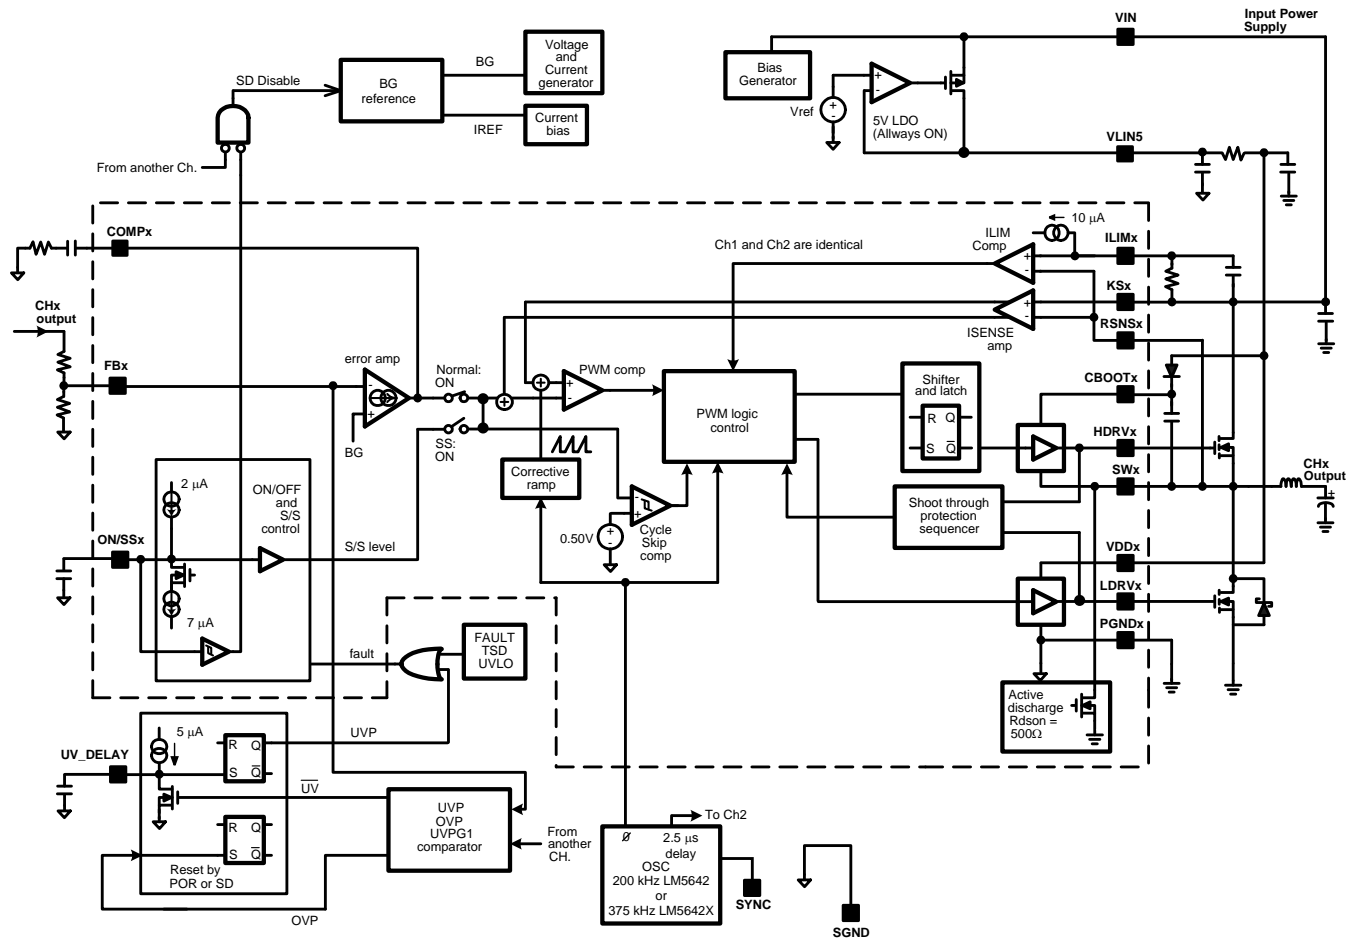 VIN
Input Power
Supply
Voltage
and
Current
generator
BG
SD Disable
BG
reference
IREF
Current
bias
Bias
Generator
Vref
+
-
+
-
5V LDO
(Allways ON)
VLIN5
From another Ch.
COMPx
Ch1 and Ch2 are identical
ILIM
Comp
10 µA
ILIMx
+
-
KSx
+
-
ISENSE
amp
RSNSx
CHx
output
FBx
error amp
-
+
BG
Normal:
ON
SS:
ON
+
+
+
-
PWM comp
PWM logic
control
Shifter
and latch
R Q
S Q
CBOOTx
HDRVx
SWx
CHx
Output
+
Corrective
ramp
0.50V
+
-
-
+
Cycle
Skip
comp
Shoot through
protection
sequencer
2 µA
ON/OFF
and
S/S
control
ON/SSx
S/S level
7 µA
VDDx
LDRVx
PGNDx
fault
FAULT
TSD
UVLO
Active
discharge
Rdson =
500Ω
5 µA
UV_DELAY
R Q
S Q
UVP
UV
R Q
S Q
Reset by
POR or SD
OVP
UVP
OVP
UVPG1
comparator
From
another
CH.
To Ch2
ø 2.5 µs
delay
OSC
200 kHz LM5642
or
375 kHz LM5642X
SYNC
SGND